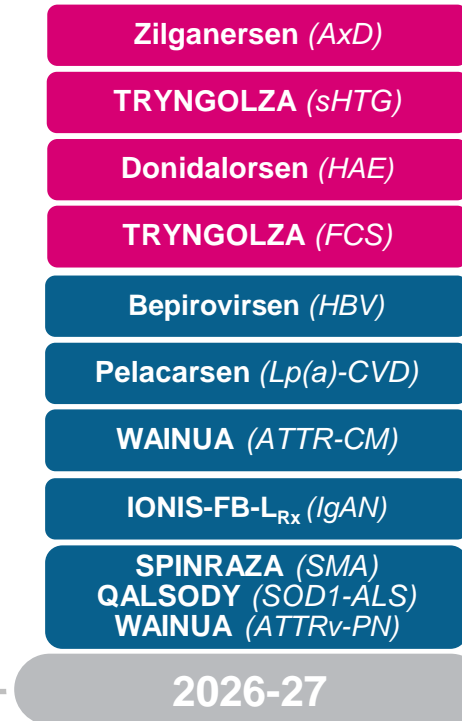 Zilganersen (AxD)
TRYNGOLZA (sHTG)
Donidalorsen (HAE)
TRYNGOLZA (FCS)
Bepirovirsen (HBV)
Pelacarsen (Lp(a)-CVD)
WAINUA (ATTR-CM)
IONIS-FB-LRx (IgAN)
SPINRAZA (SMA)
QALSODY (SOD1-ALS)
WAINUA (ATTRv-PN)
2026-27